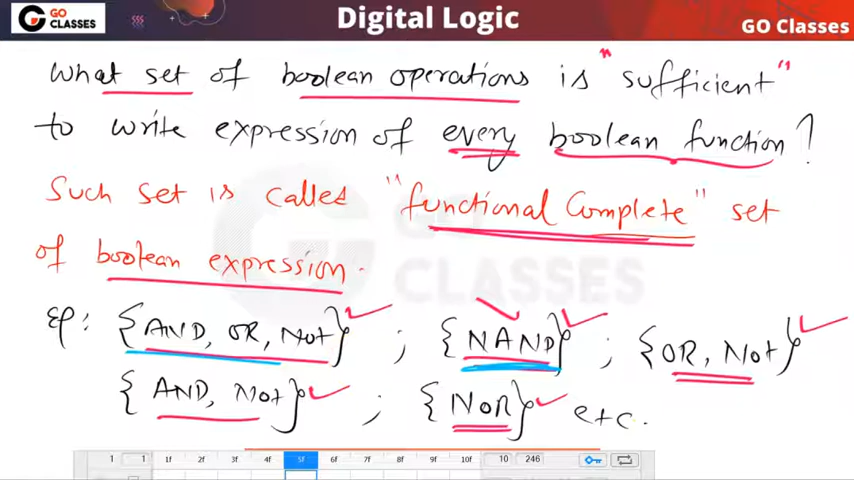 GO CLASSES
Digital Logic
GO Classes
What set of boolean operations is "sufficient"
to write expression of every boolean function?
Such set is called "functional Complete" set
of boolean expression.
Eg: {AND, OR, Not} ; {NAND} ; {OR, Not}
{AND, Not} ; {NOR} etc.
GO CLASSES
1 1 1f 2f 3f 4f 5f 6f 7f 8f 9f 10f 10 246